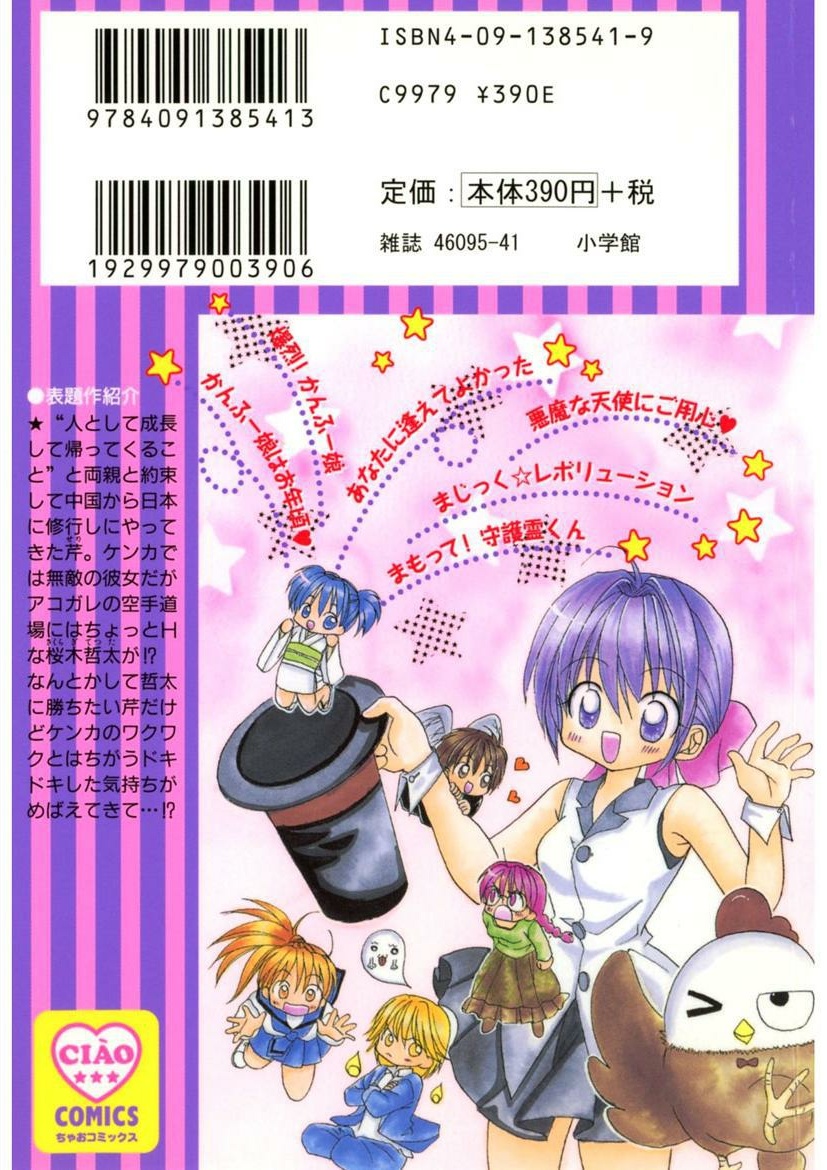 ISBN4-09-138541-9
C9979 ¥390E
9784091385413
定価：本体390円＋税
雑誌 46095-41 小学館
1929979003906
爆烈！かんふー娘
かんふー娘はお年頃♥
あなたに逢えてよかった
悪魔な天使にご用心♥
まじっく☆レボリューション
まもって！守護霊くん
●表題作紹介
★“人として成長
して帰ってくるこ
と”と両親と約束
して中国から日本
に修行しにやって
きた芹。ケンカで
は無敵の彼女だが
アコガレの空手道
場にはちょっとH
な桜木哲太が!?
なんとかして哲太
に勝ちたい芹だけ
どケンカのワクワ
クとはちがうドキ
ドキした気持ちが
めばえてきて…!?
CIÀO
★★★
COMICS
ちゃおコミックス